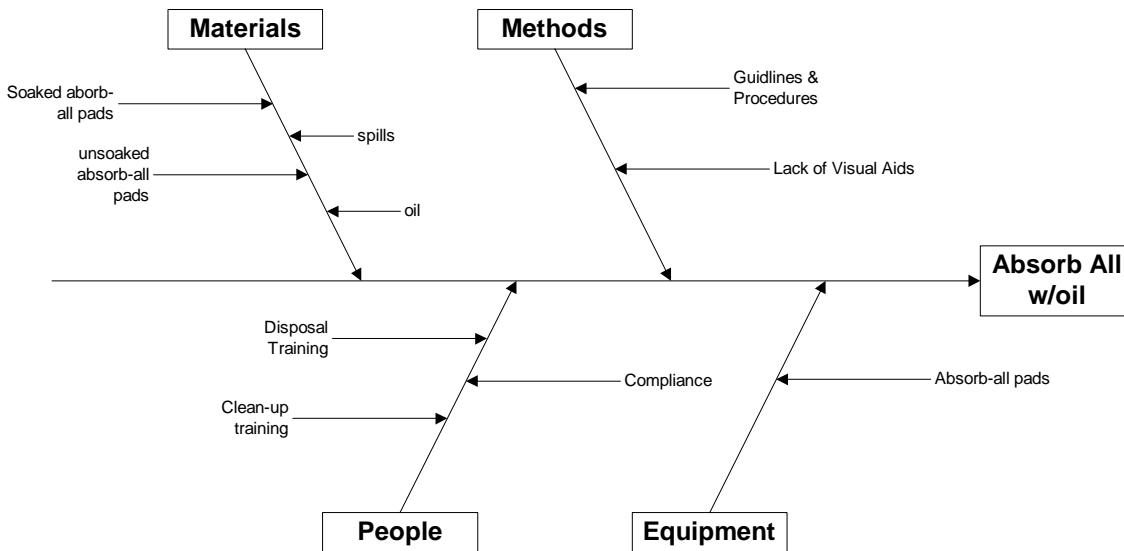 Materials
Methods
Soaked aborb-
all pads
spills
unsoaked
absorb-all
pads
oil
Guidlines &
Procedures
Lack of Visual Aids
Absorb All
w/oil
Disposal
Training
Compliance
Clean-up
training
Absorb-all pads
People
Equipment